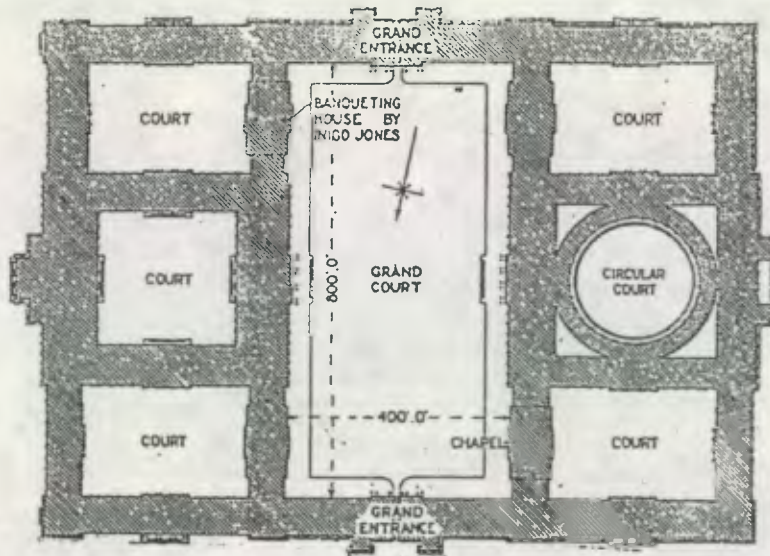 GRAND
ENTRANCE
COURT
BANQUETING
HOUSE BY
INIGO JONES
COURT
COURT
800'.0"
GRAND
COURT
CIRCULAR
COURT
COURT
400'.0"
CHAPEL
COURT
GRAND
ENTRANCE